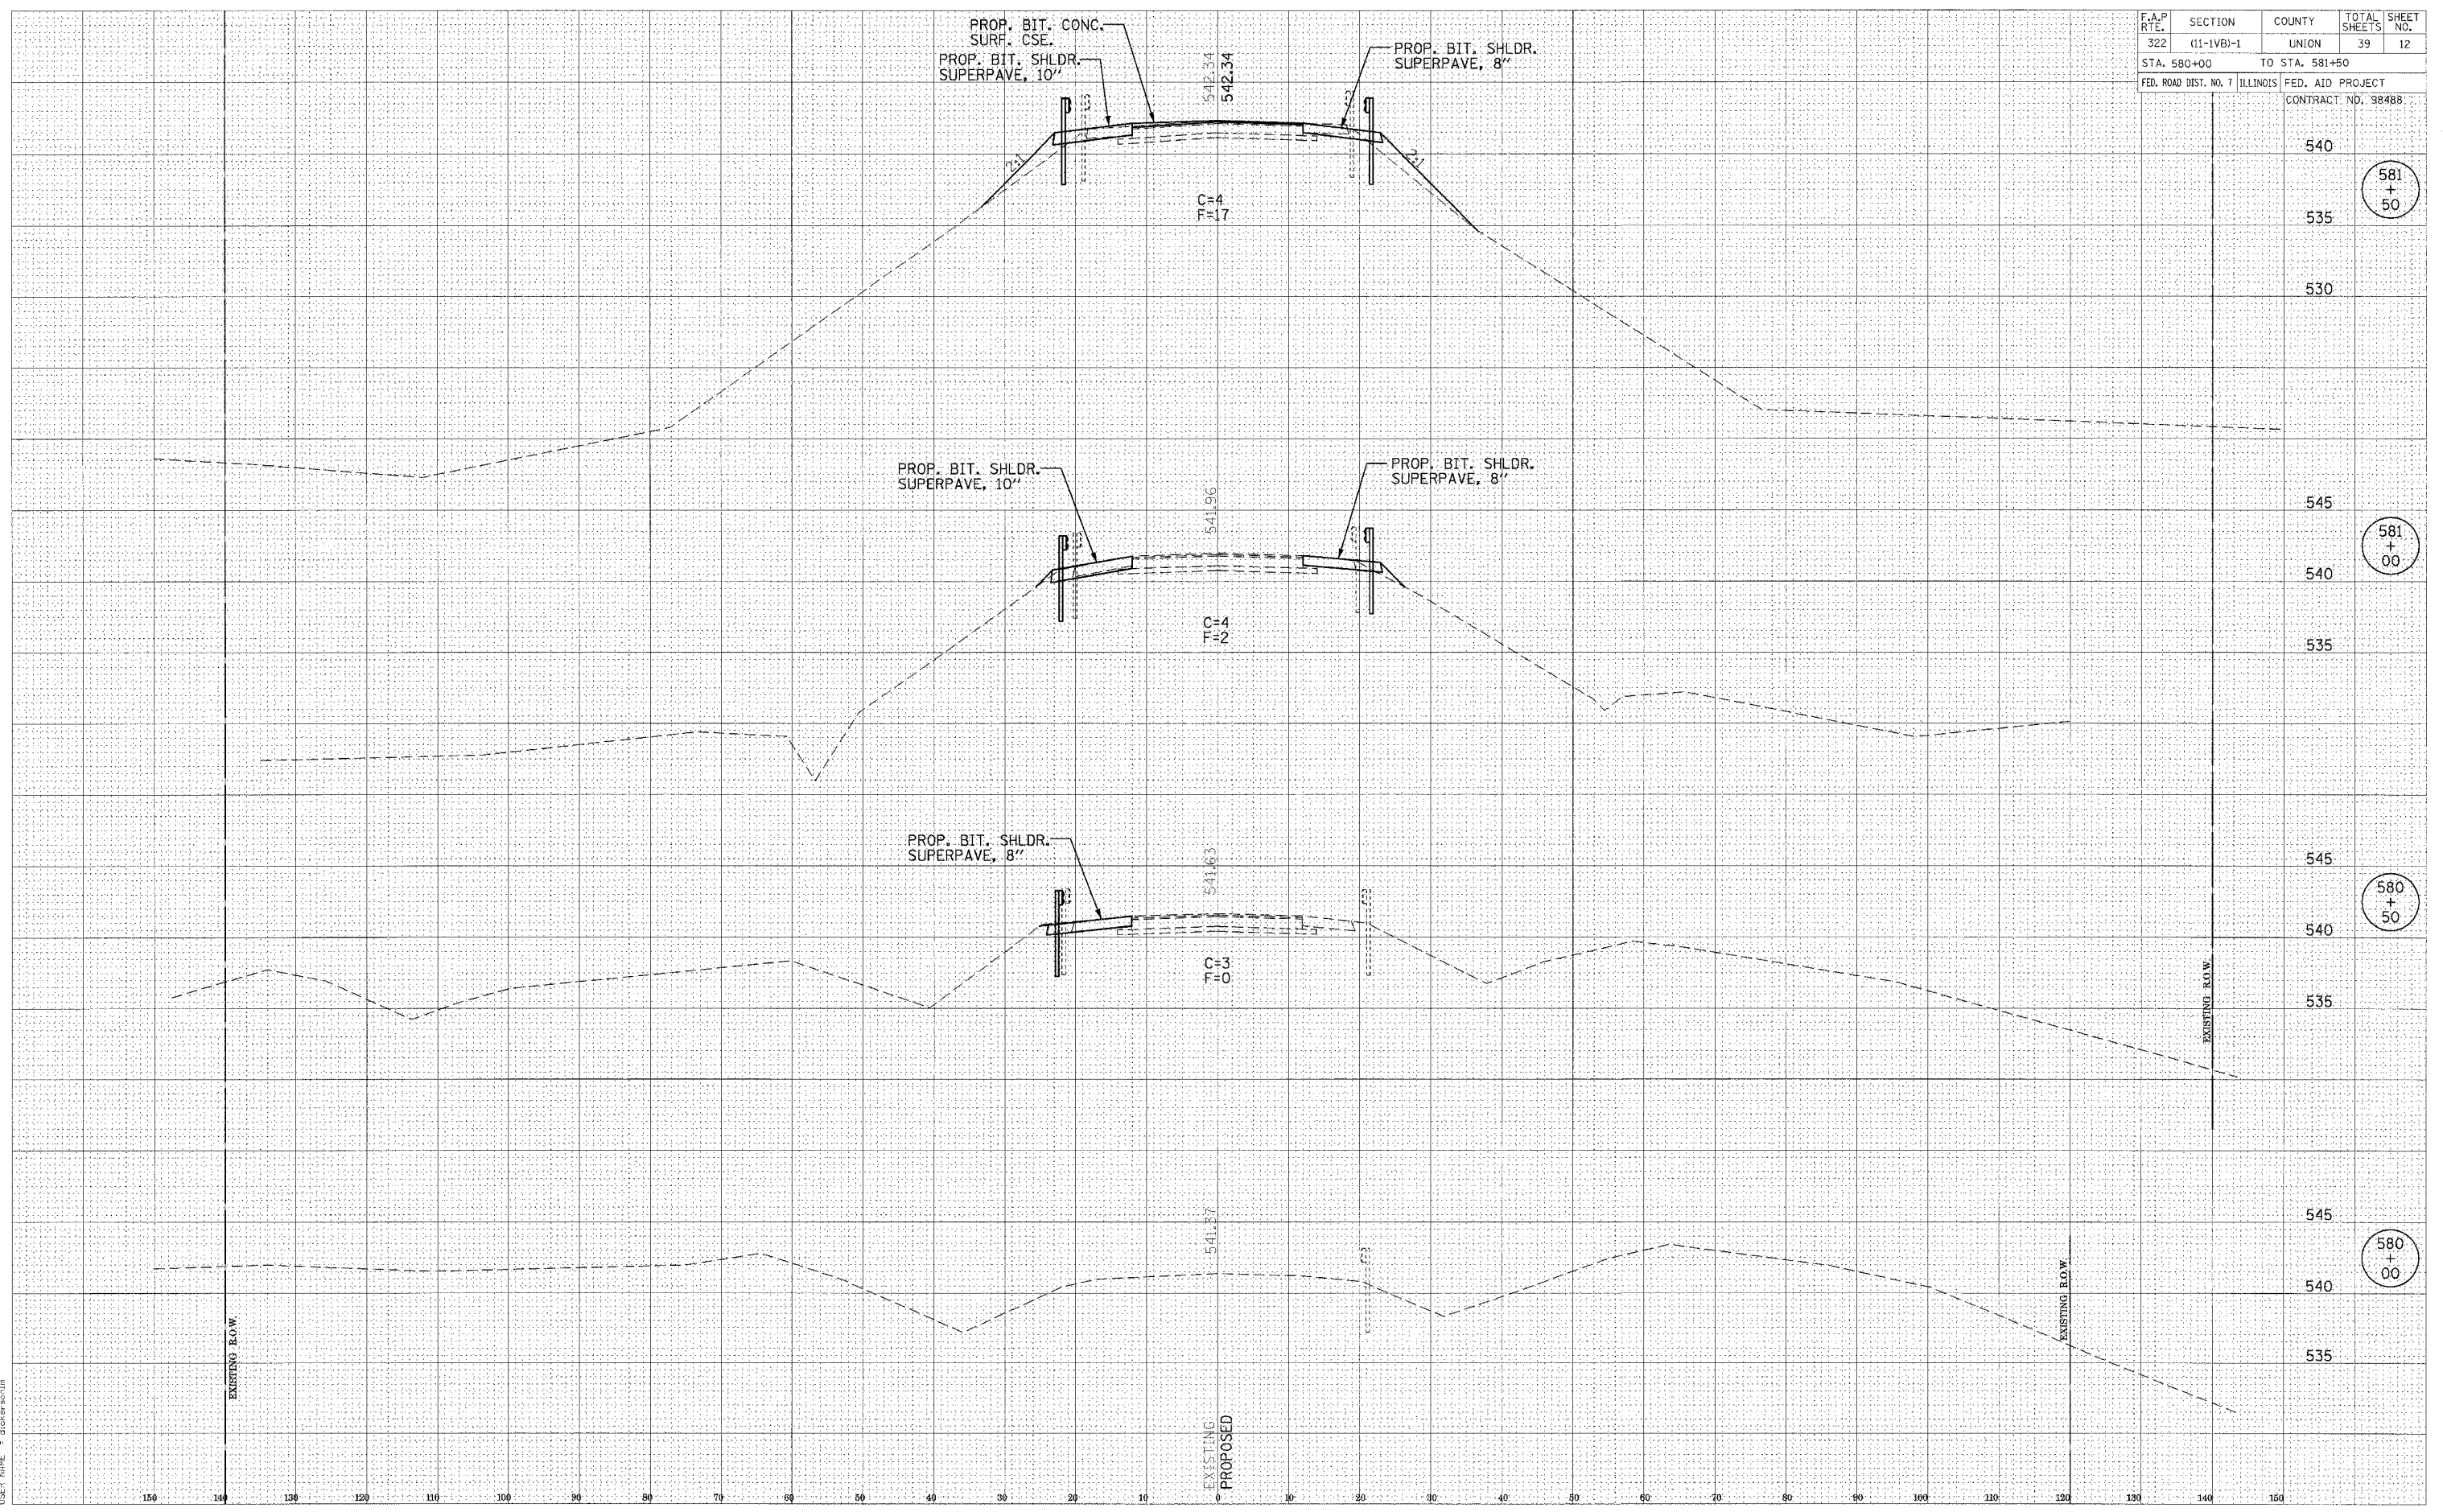 F.A.P. SECTION COUNTY TOTAL SHEET
RTE. SHEETS NO.
322 (11-1VB)-1 UNION 39 12
STA. 580+00 TO STA. 581+50
FED. ROAD DIST. NO. 7 ILLINOIS FED. AID PROJECT
CONTRACT NO. 98488
PROP. BIT. CONC.
SURF. CSE.
PROP. BIT. SHLDR.
SUPERPAVE, 10"
542.34
542.34
PROP. BIT. SHLDR.
SUPERPAVE, 8"
2:1
2:1
C=4
F=17
540
535
530
581
+
50
PROP. BIT. SHLDR.
SUPERPAVE, 10"
541.96
PROP. BIT. SHLDR.
SUPERPAVE, 8"
C=4
F=2
545
540
535
581
+
00
PROP. BIT. SHLDR.
SUPERPAVE, 8"
541.63
C=3
F=0
545
540
535
580
+
50
EXISTING R.O.W.
541.37
545
540
535
580
+
00
EXISTING R.O.W.
EXISTING R.O.W.
EXISTING
PROPOSED
150 140 130 120 110 100 90 80 70 60 50 40 30 20 10 0 10 20 30 40 50 60 70 80 90 100 110 120 130 140 150
USER NAME = dickersonlm